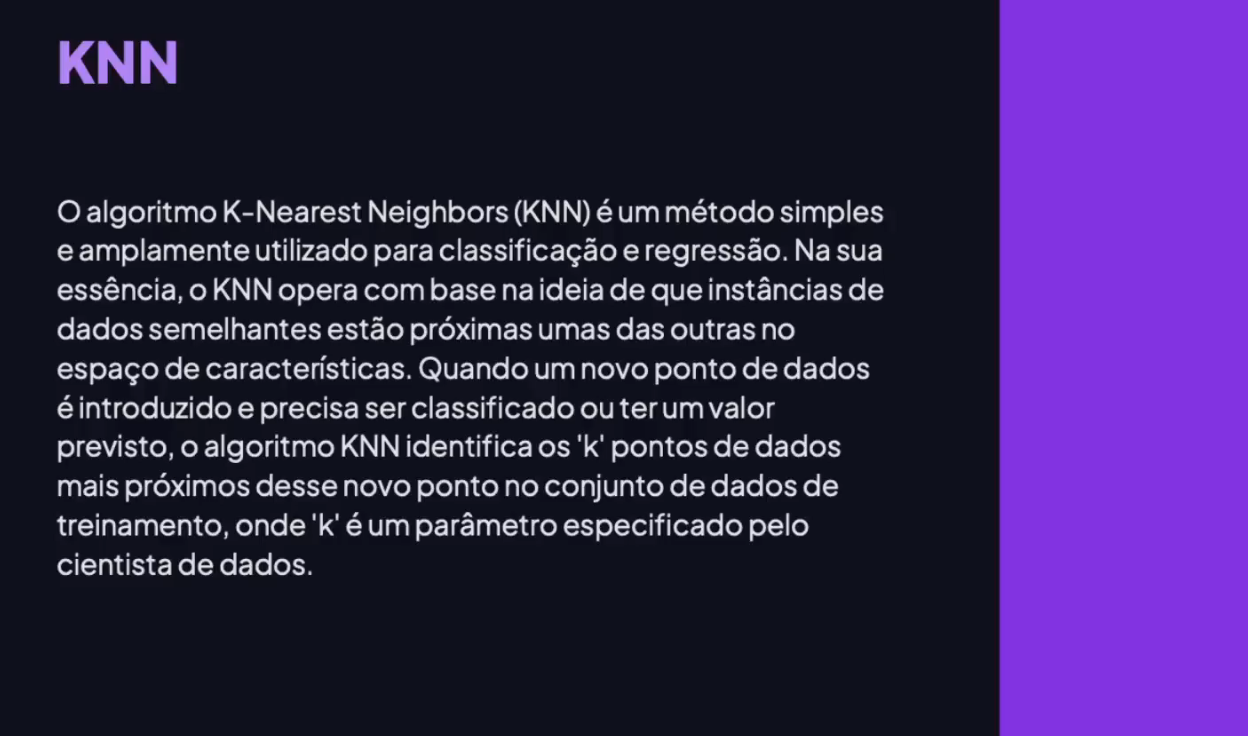 KNN
O algoritmo K-Nearest Neighbors (KNN) é um método simples
e amplamente utilizado para classificação e regressão. Na sua
essência, o KNN opera com base na ideia de que instâncias de
dados semelhantes estão próximas umas das outras no
espaço de características. Quando um novo ponto de dados
é introduzido e precisa ser classificado ou ter um valor
previsto, o algoritmo KNN identifica os 'k' pontos de dados
mais próximos desse novo ponto no conjunto de dados de
treinamento, onde 'k' é um parâmetro especificado pelo
cientista de dados.